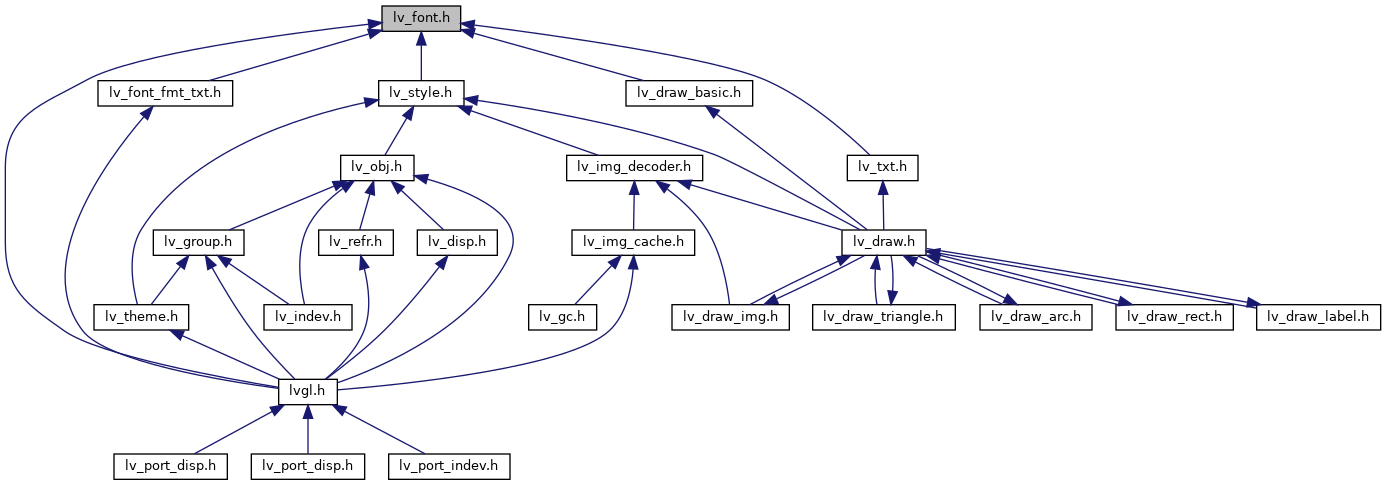 lv_font.h
lv_font_fmt_txt.h
lv_style.h
lv_draw_basic.h
lv_obj.h
lv_img_decoder.h
lv_txt.h
lv_group.h
lv_refr.h
lv_disp.h
lv_img_cache.h
lv_draw.h
lv_theme.h
lv_indev.h
lv_gc.h
lv_draw_img.h
lv_draw_triangle.h
lv_draw_arc.h
lv_draw_rect.h
lv_draw_label.h
lvgl.h
lv_port_disp.h
lv_port_disp.h
lv_port_indev.h